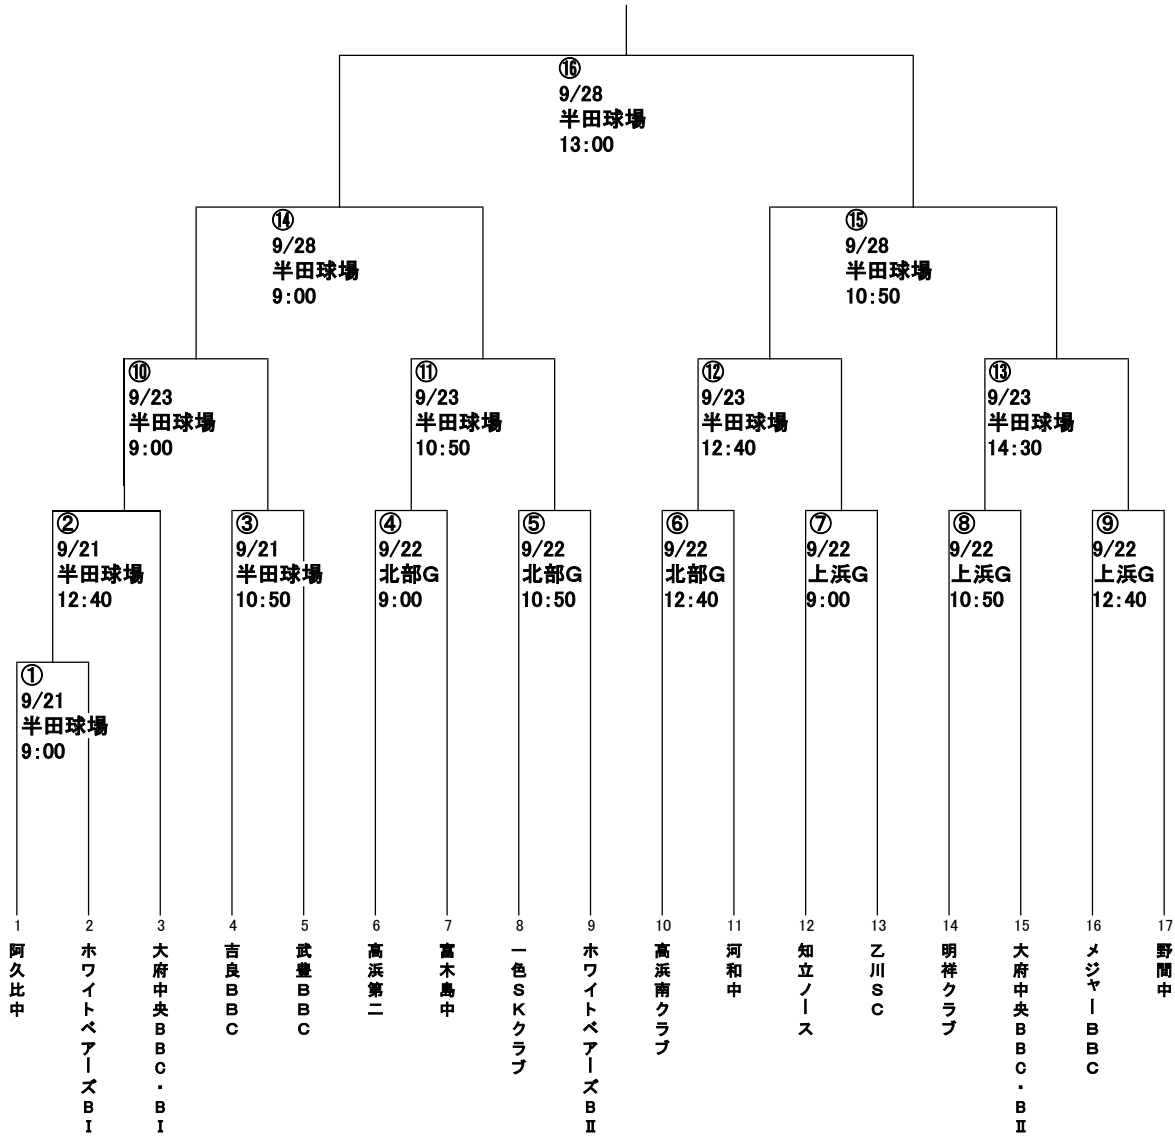 ⑯
9/28
半田球場
13:00
⑭
9/28
半田球場
9:00
⑮
9/28
半田球場
10:50
⑩
9/23
半田球場
9:00
⑪
9/23
半田球場
10:50
⑫
9/23
半田球場
12:40
⑬
9/23
半田球場
14:30
②
9/21
半田球場
12:40
③
9/21
半田球場
10:50
④
9/22
北部G
9:00
⑤
9/22
北部G
10:50
⑥
9/22
北部G
12:40
⑦
9/22
上浜G
9:00
⑧
9/22
上浜G
10:50
⑨
9/22
上浜G
12:40
①
9/21
半田球場
9:00
1
阿久比中
2
ホワイトベアーズBⅠ
3
大府中央BBC・BⅠ
4
吉良BBC
5
武豊BBC
6
高浜第二
7
富木島中
8
一色SKクラブ
9
ホワイトベアーズBⅡ
10
高浜南クラブ
11
河和中
12
知立ノース
13
乙川SC
14
明祥クラブ
15
大府中央BBC・BⅡ
16
メジャーBBC
17
野間中